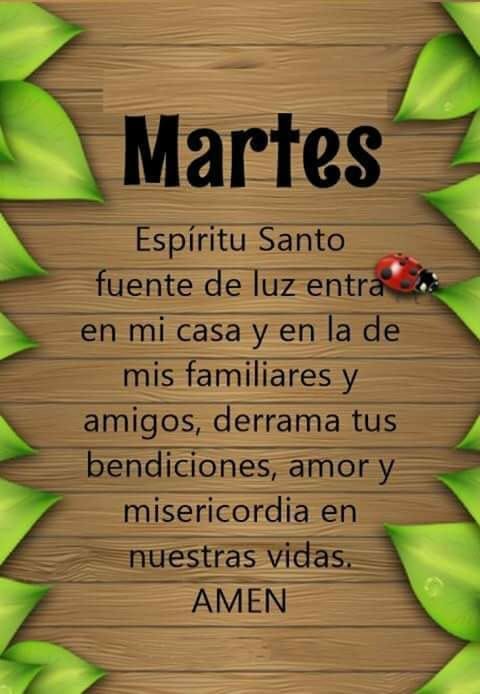 Martes
Espíritu Santo
fuente de luz entra
en mi casa y en la de
mis familiares y
amigos, derrama tus
bendiciones, amor y
misericordia en
nuestras vidas.
AMEN